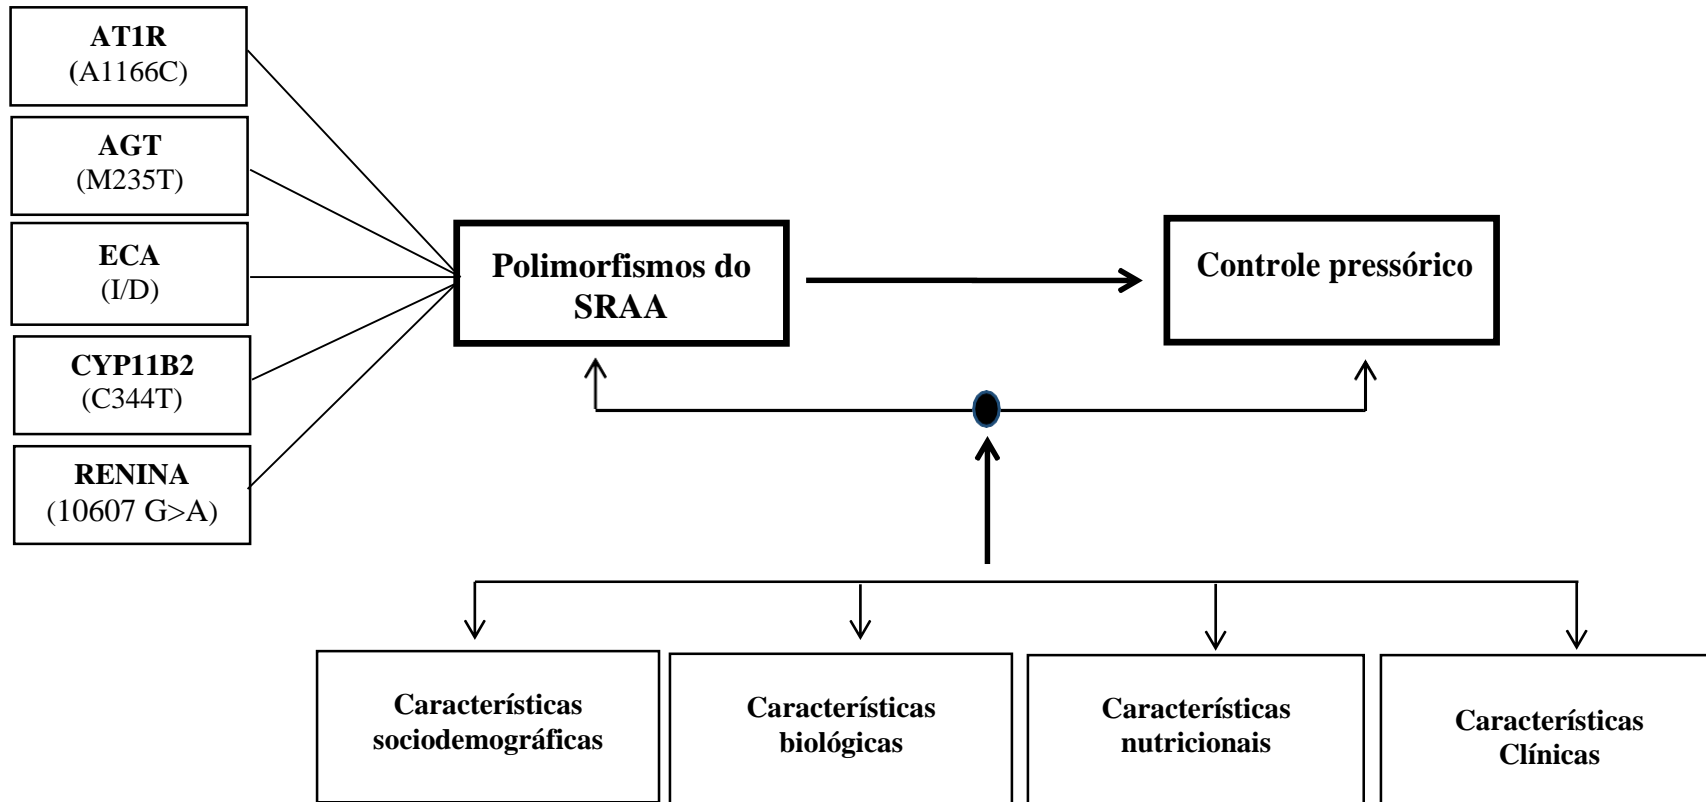 AT1R
(A1166C)
AGT
(M235T)
ECA
(I/D)
CYP11B2
(C344T)
RENINA
(10607 G>A)
Polimorfismos do
SRAA
Controle pressórico
Características
sociodemográficas
Características
biológicas
Características
nutricionais
Características
Clínicas